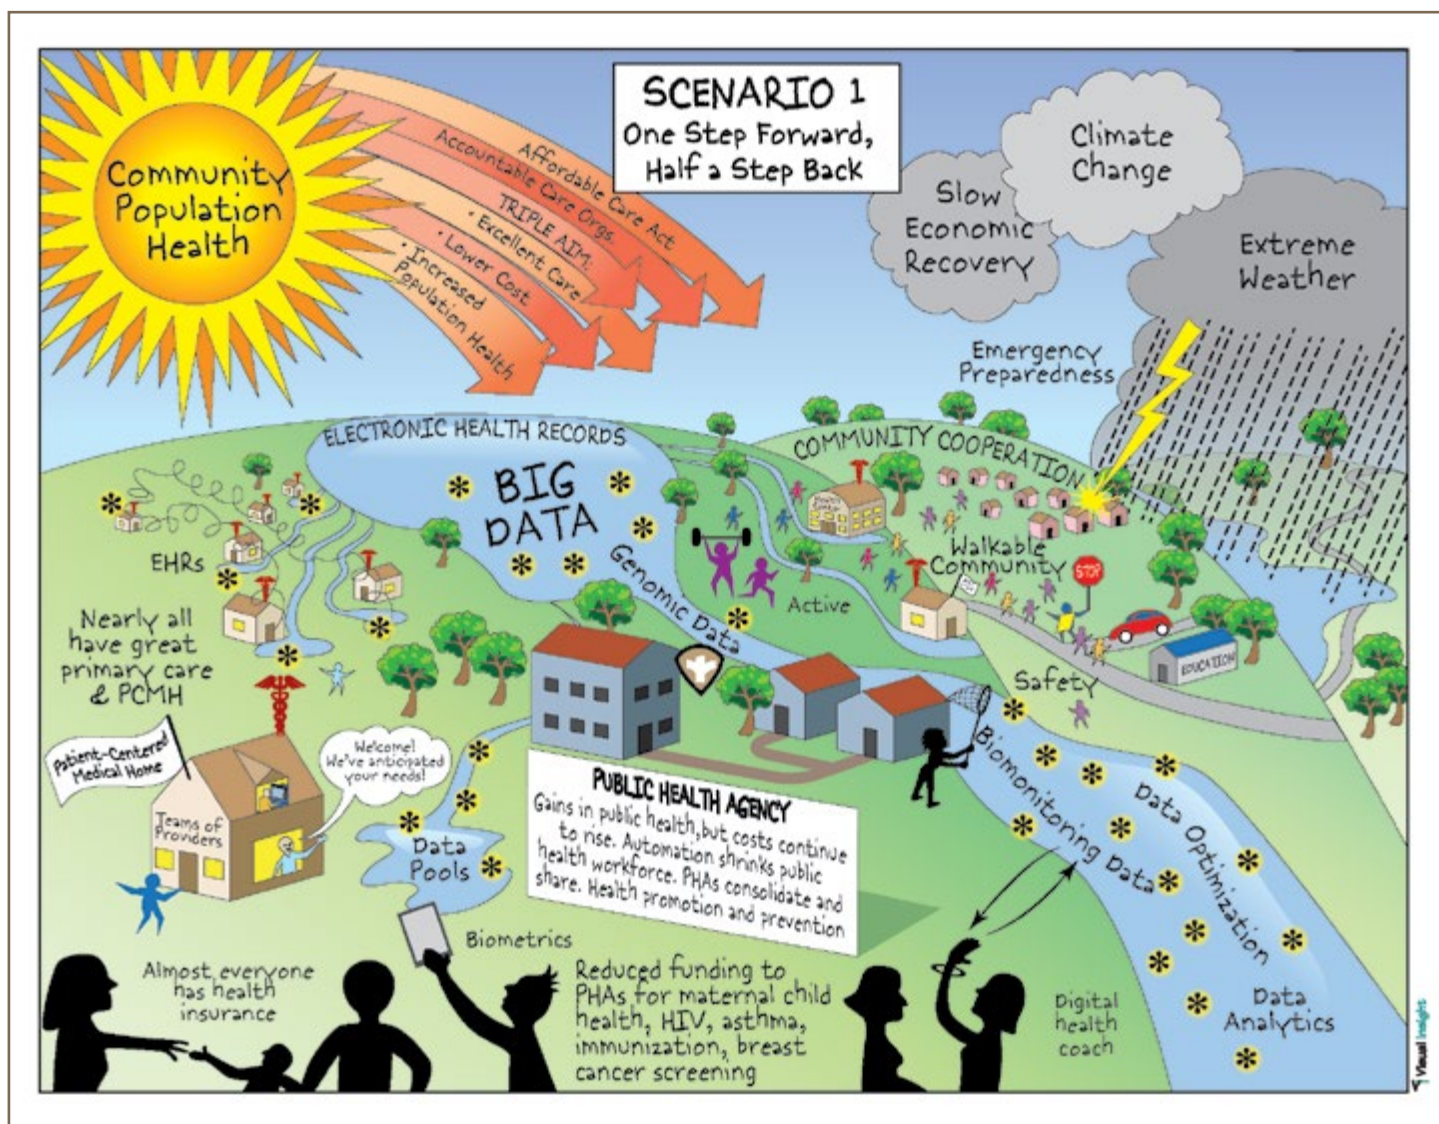 SCENARIO 1
One Step Forward,
Half a Step Back
Community
Population
Health
Affordable Care Act
Accountable Care Orgs.
TRIPLE AIM:
• Excellent Care
• Lower Cost
• Increased
Population Health
Slow
Economic
Recovery
Climate
Change
Extreme
Weather
Emergency
Preparedness
ELECTRONIC HEALTH RECORDS
BIG
DATA
COMMUNITY COOPERATION
EHRs
Genomic Data
Active
Walkable
Community
STOP
EDUCATION
Safety
Nearly all
have great
primary care
& PCMH
Patient-Centered
Medical Home
Welcome!
We've anticipated
your needs!
Teams of
Providers
Data
Pools
PUBLIC HEALTH AGENCY
Gains in public health, but costs continue
to rise. Automation shrinks public
health workforce. PHAs consolidate and
share. Health promotion and prevention
Biomonitoring Data
Data Optimization
Data
Analytics
Almost everyone
has health
insurance
Biometrics
Reduced funding to
PHAs for maternal child
health, HIV, asthma,
immunization, breast
cancer screening
Digital
health
coach
Visual Insight